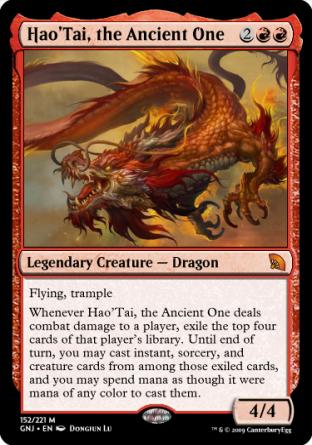 Hao'Tai, the Ancient One 2
Legendary Creature — Dragon
Flying, trample
Whenever Hao'Tai, the Ancient One deals
combat damage to a player, exile the top four
cards of that player's library. Until end of
turn, you may cast instant, sorcery, and
creature cards from among those exiled cards,
and you may spend mana as though it were
mana of any color to cast them.
4/4
152/221 M
GNJ • EN Dongjun Lu
™ & © 2019 CanterburyEgg